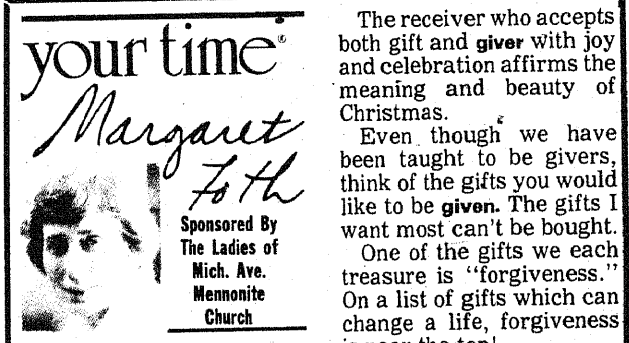 your time®
Margaret
Foth
Sponsored By
The Ladies of
Mich. Ave.
Mennonite
Church
The receiver who accepts
both gift and giver with joy
and celebration affirms the
meaning and beauty of
Christmas.
Even though we have
been taught to be givers,
think of the gifts you would
like to be given. The gifts I
want most can't be bought.
One of the gifts we each
treasure is "forgiveness."
On a list of gifts which can
change a life, forgiveness